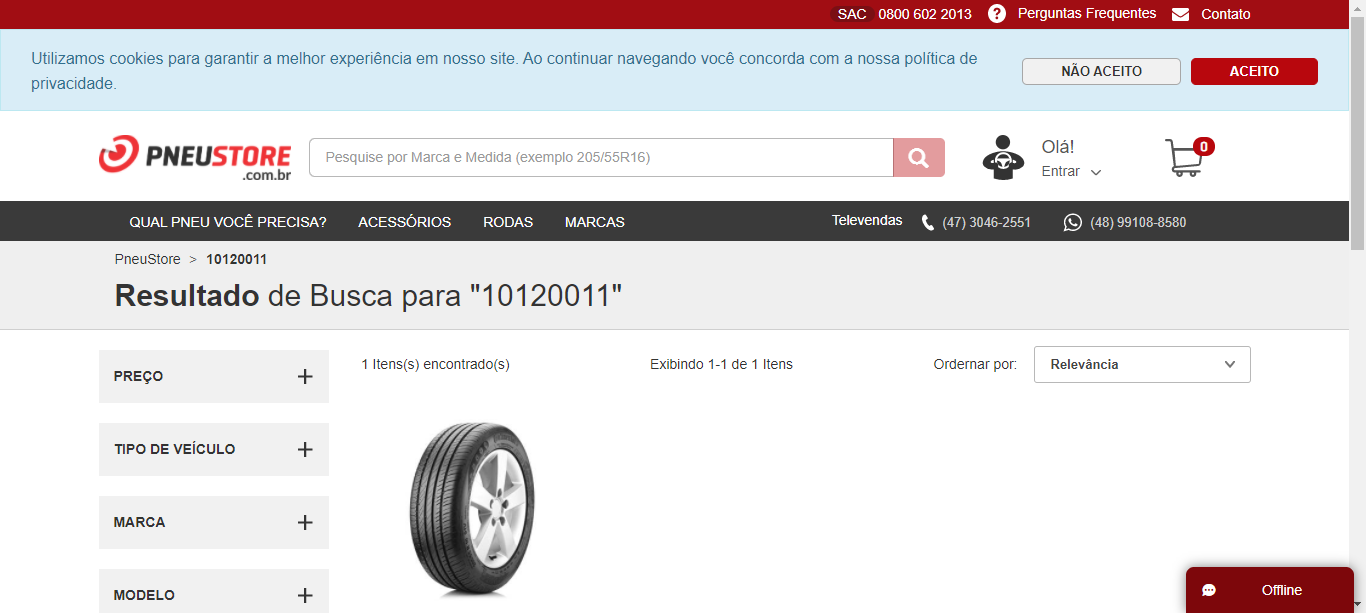 SAC 0800 602 2013 ? Perguntas Frequentes Contato
Utilizamos cookies para garantir a melhor experiência em nosso site. Ao continuar navegando você concorda com a nossa política de
privacidade.
NÃO ACEITO ACEITO
PNEUSTORE
.com.br
Pesquise por Marca e Medida (exemplo 205/55R16)
Olá!
Entrar
0
QUAL PNEU VOCÊ PRECISA? ACESSÓRIOS RODAS MARCAS Televendas (47) 3046-2551 (48) 99108-8580
PneuStore > 10120011
Resultado de Busca para "10120011"
1 Itens(s) encontrado(s) Exibindo 1-1 de 1 Itens Ordernar por: Relevância
PREÇO +
TIPO DE VEÍCULO +
MARCA +
MODELO +
Offline